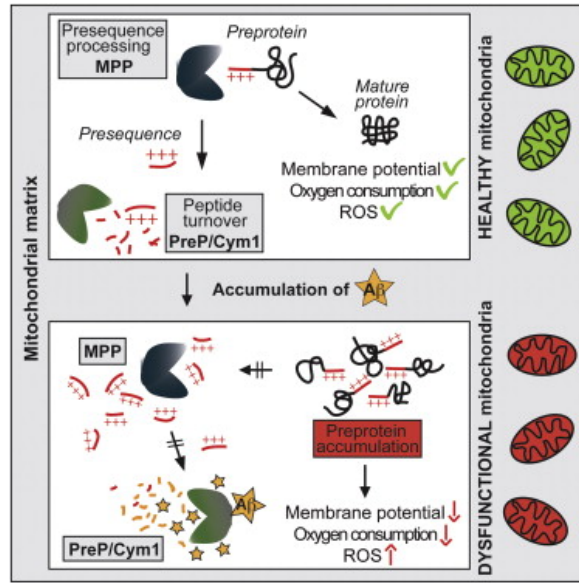 Mitochondrial matrix
Presequence
processing
MPP
Preprotein
+++
Mature
protein
Presequence
+++
+++
Peptide
turnover
PreP/Cym1
Membrane potential
Oxygen consumption
ROS
HEALTHY mitochondria
Accumulation of Aβ
MPP
+++
+++
+++
+++
+++
+++
+++
+++
+++
+++
+++
+++
+++
Preprotein
accumulation
Aβ
PreP/Cym1
Membrane potential ↓
Oxygen consumption ↓
ROS ↑
DYSFUNCTIONAL mitochondria